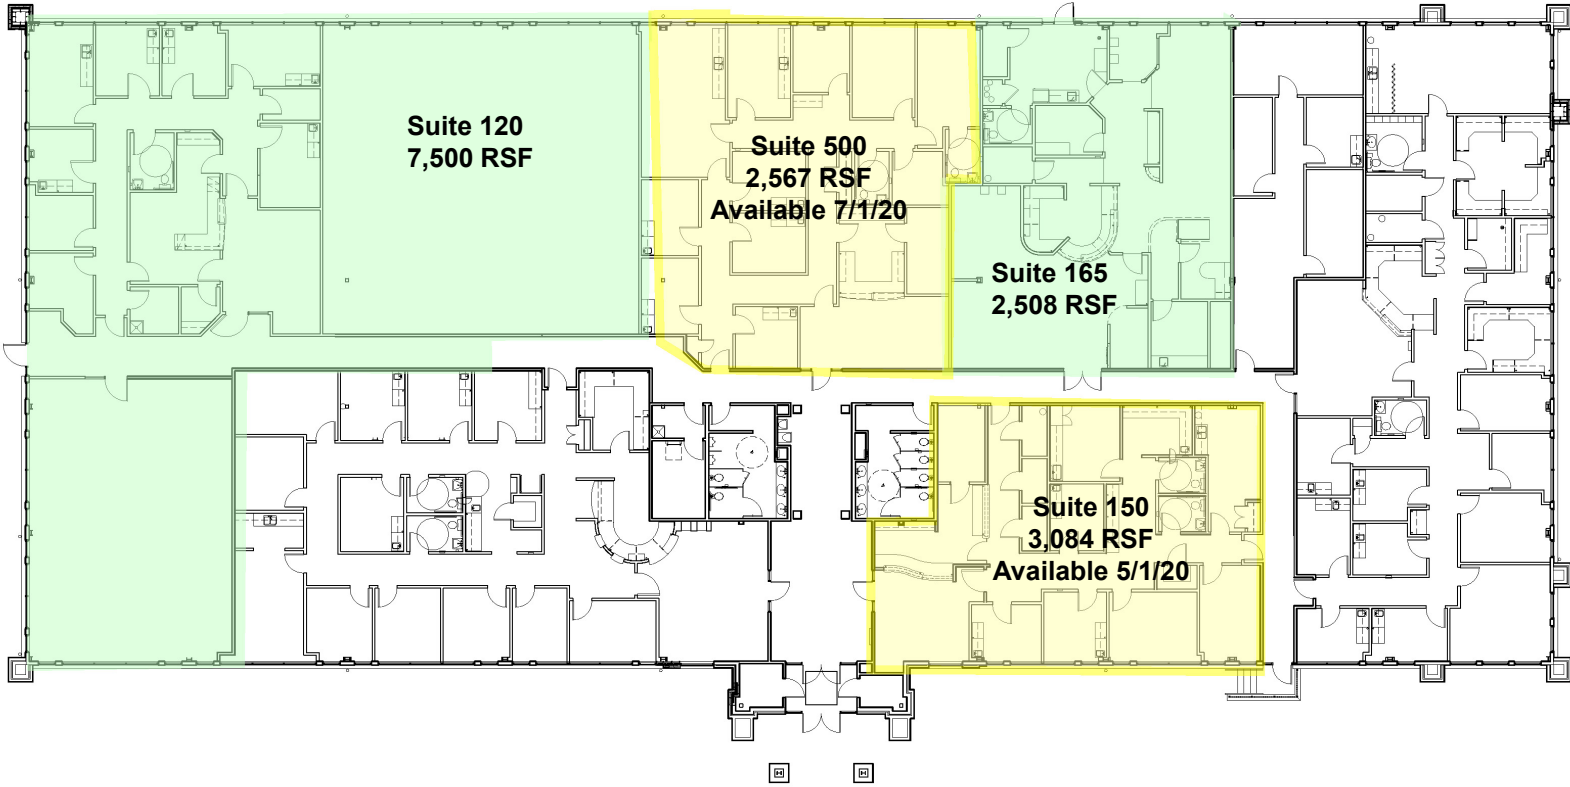 Suite 120
7,500 RSF
Suite 500
2,567 RSF
Available 7/1/20
Suite 165
2,508 RSF
Suite 150
3,084 RSF
Available 5/1/20